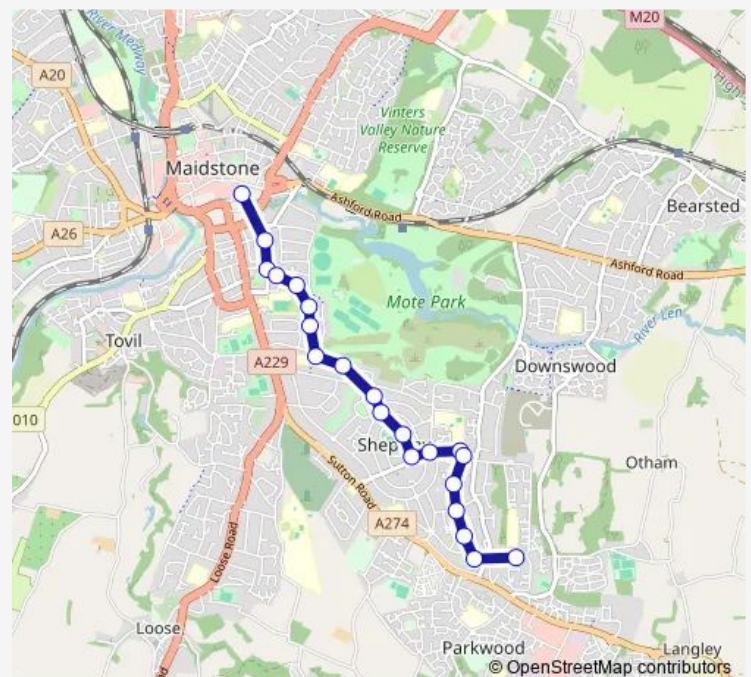 M20
River Medway
A20
High
Vinters
Valley Nature
Reserve
Maidstone
Ashford Road
Bearsted
A26
Ashford Road
Mote Park
River Len
Tovil
A229
Downswood
010
Shep
Otham
Sutton Road
A274
Loose Road
Loose
Parkwood
Langley
© OpenStreetMap contributors